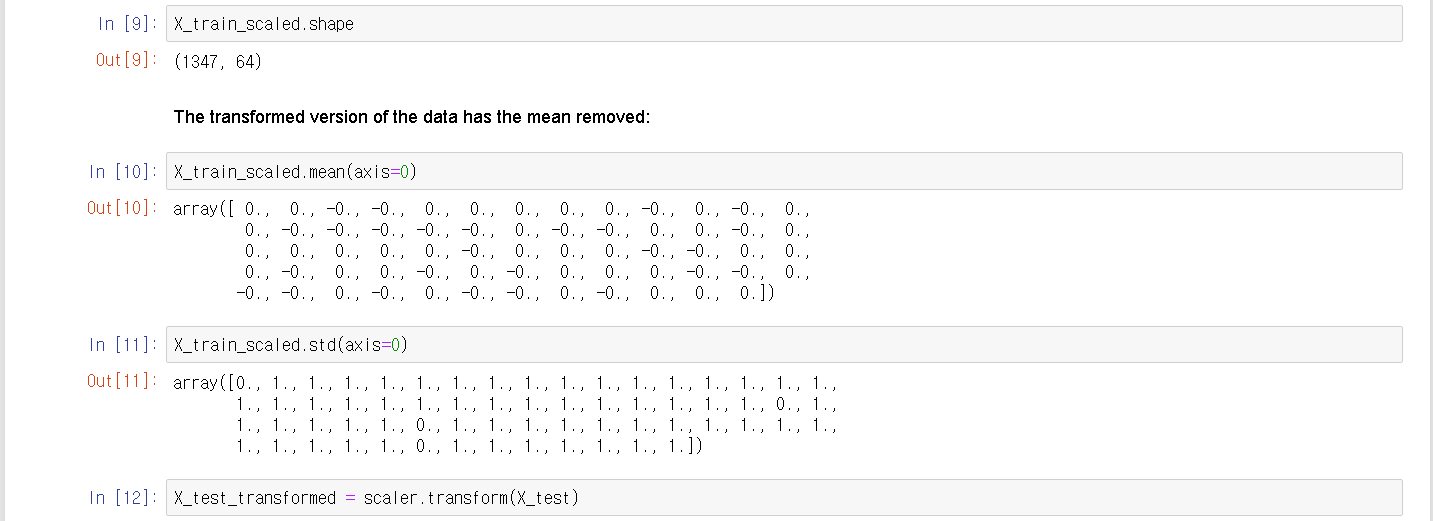 In [9]: X_train_scaled.shape
Out[9]: (1347, 64)
The transformed version of the data has the mean removed:
In [10]: X_train_scaled.mean(axis=0)
Out[10]: array([ 0., 0., -0., -0., 0., 0., 0., 0., 0., -0., 0., -0., 0.,
0., -0., -0., -0., -0., -0., 0., -0., -0., 0., 0., -0., 0.,
0., 0., 0., 0., 0., -0., 0., 0., 0., -0., -0., 0., 0.,
0., -0., 0., 0., -0., 0., -0., 0., 0., 0., -0., -0., 0.,
-0., -0., 0., -0., 0., -0., -0., 0., -0., 0., 0., 0.])
In [11]: X_train_scaled.std(axis=0)
Out[11]: array([0., 1., 1., 1., 1., 1., 1., 1., 1., 1., 1., 1., 1., 1., 1., 1., 1.,
1., 1., 1., 1., 1., 1., 1., 1., 1., 1., 1., 1., 1., 1., 1., 0., 1.,
1., 1., 1., 1., 1., 0., 1., 1., 1., 1., 1., 1., 1., 1., 1., 1., 1.,
1., 1., 1., 1., 1., 0., 1., 1., 1., 1., 1., 1., 1.])
In [12]: X_test_transformed = scaler.transform(X_test)